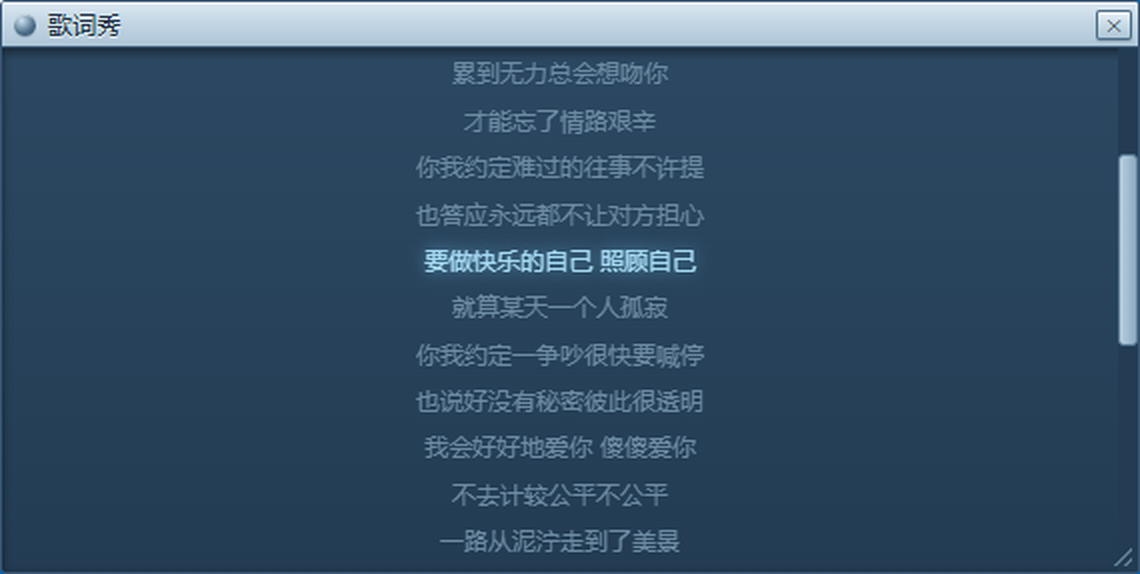 歌词秀
累到无力总会想吻你
才能忘了情路艰辛
你我约定难过的往事不许提
也答应永远都不让对方担心
要做快乐的自己 照顾自己
就算某天一个人孤寂
你我约定一争吵很快要喊停
也说好没有秘密彼此很透明
我会好好地爱你 傻傻爱你
不去计较公平不公平
一路从泥泞走到了美景